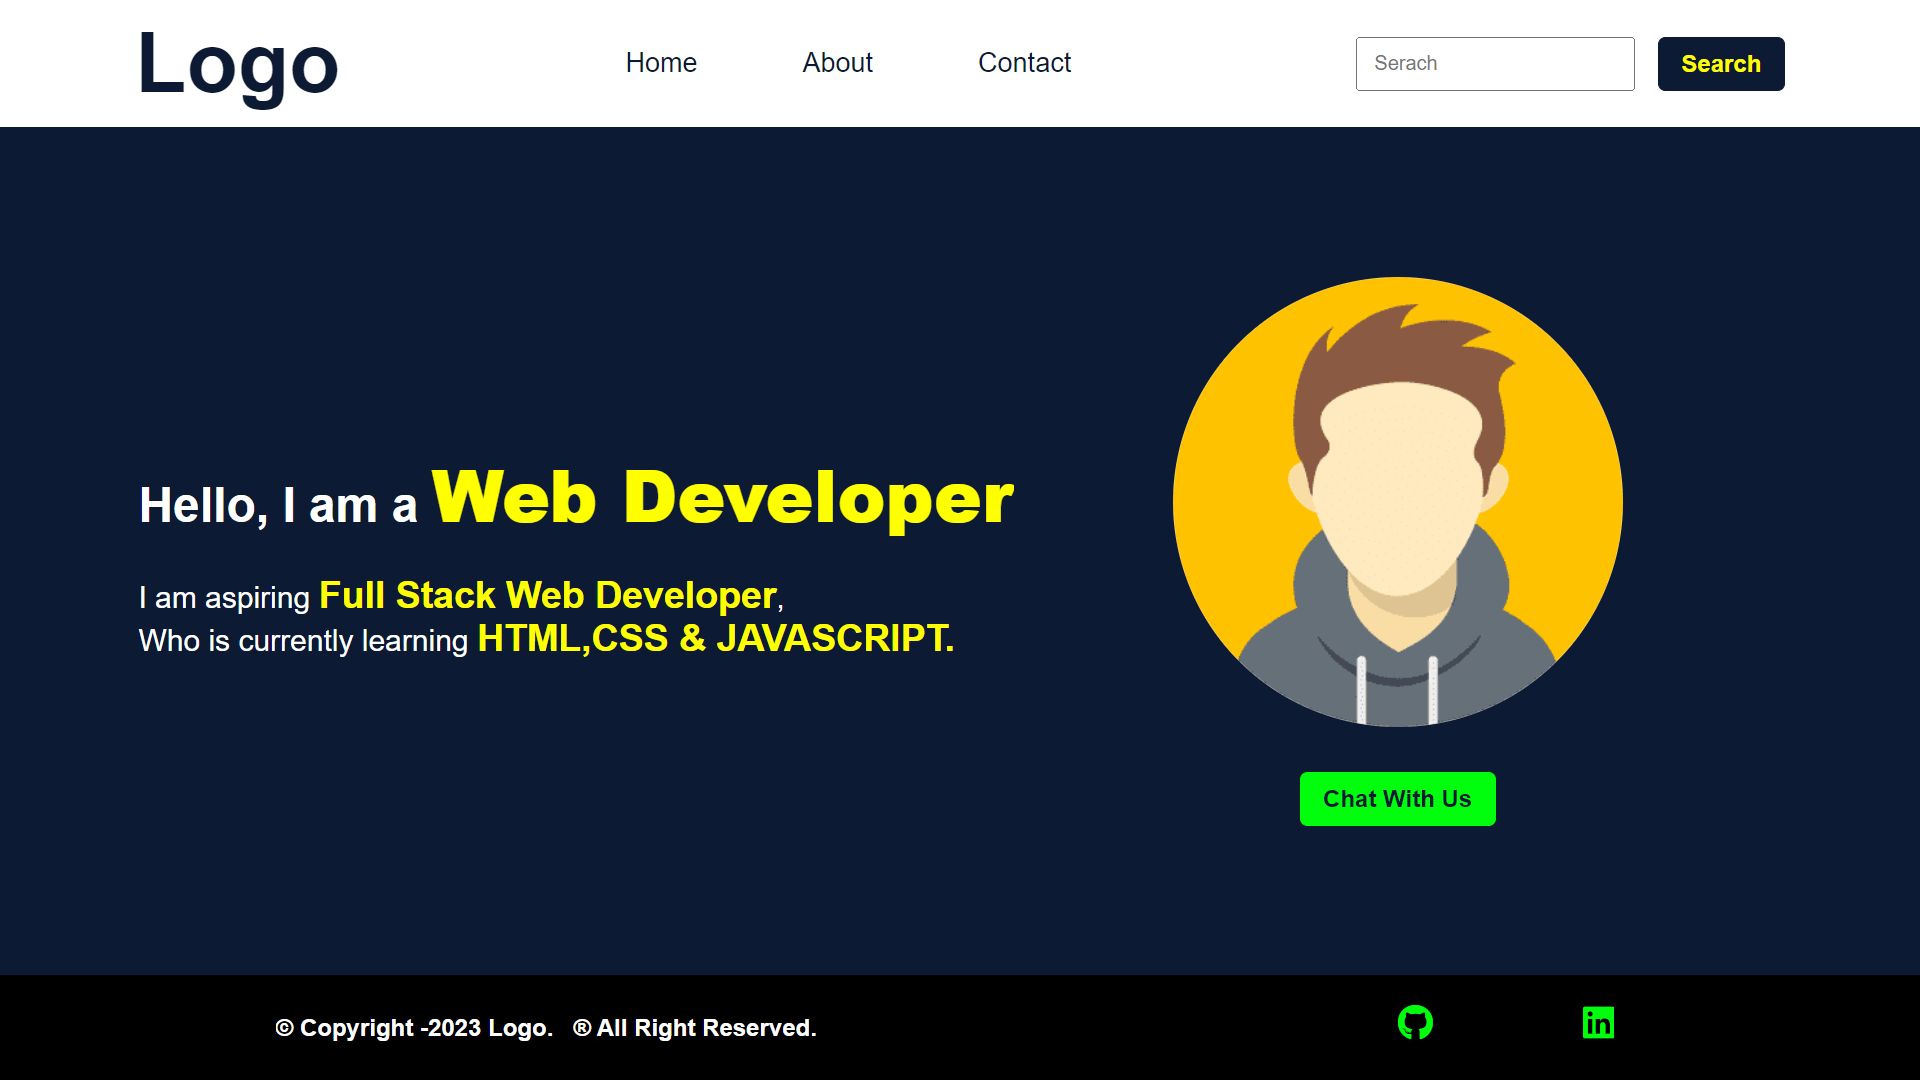 Logo
Home
About
Contact
Serach
Search
Hello, I am a Web Developer
I am aspiring Full Stack Web Developer,
Who is currently learning HTML,CSS & JAVASCRIPT.
Chat With Us
© Copyright -2023 Logo. ® All Right Reserved.
in